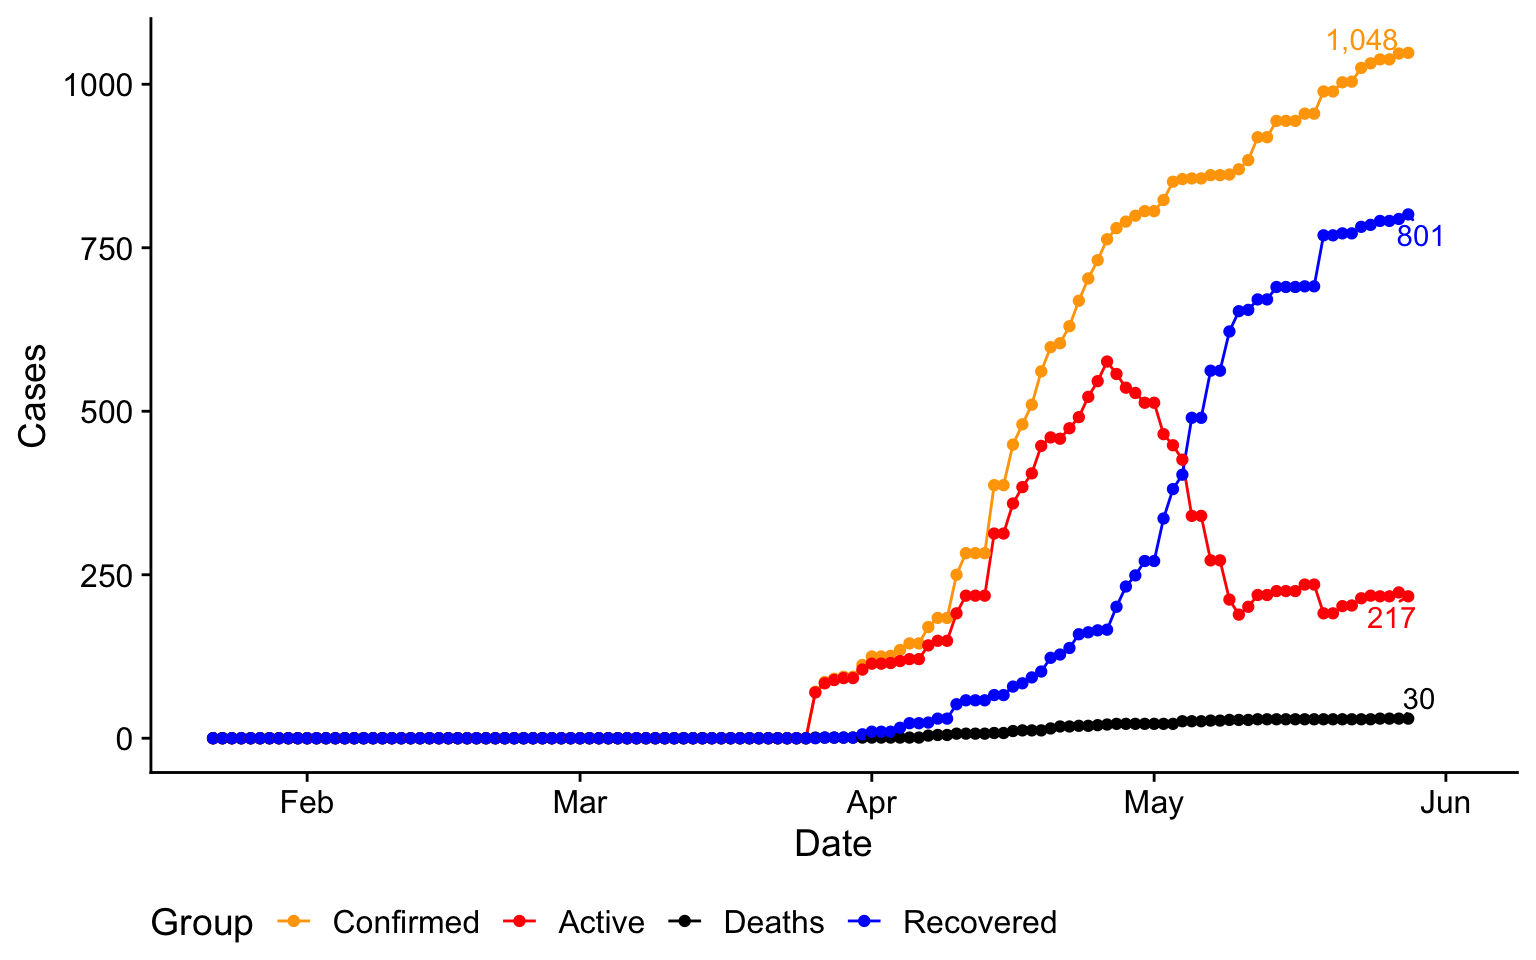 1,048
1000
801
750
Cases
500
250
217
30
0
Feb Mar Apr May Jun
Date
Group Confirmed Active Deaths Recovered